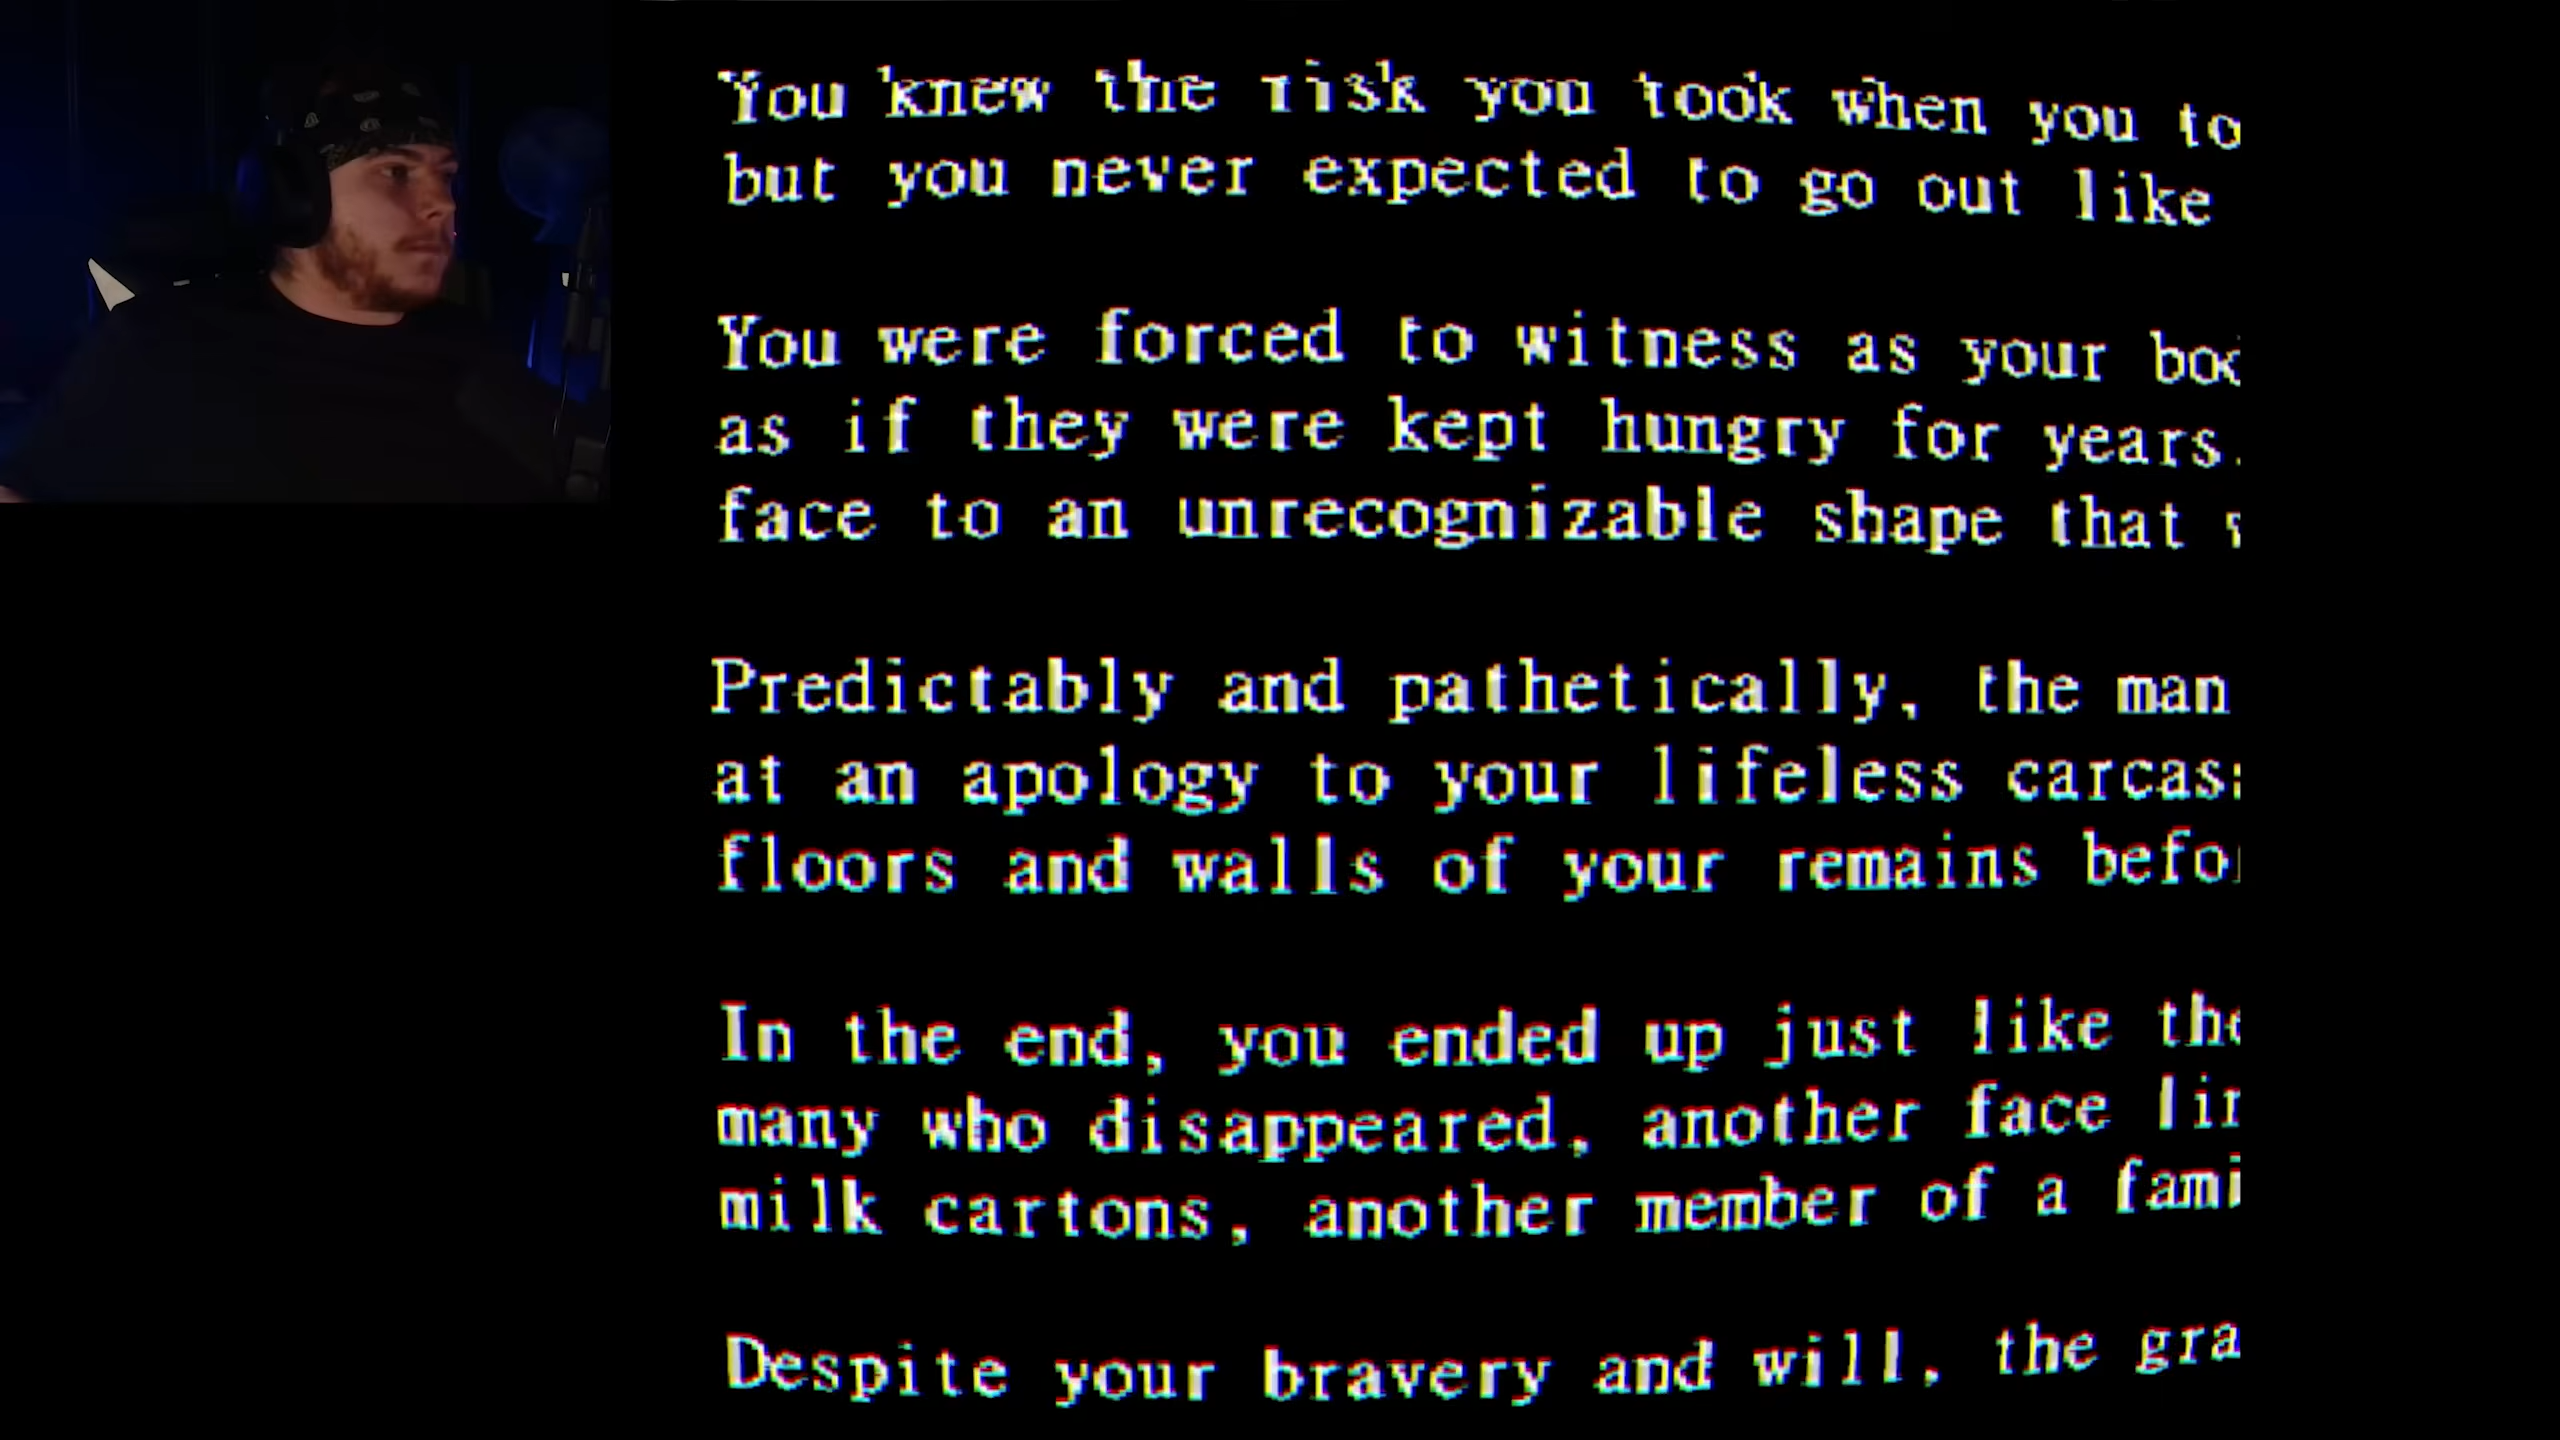 You knew the risk you took when you to
but you never expected to go out like
You were forced to witness as your bo
as if they were kept hungry for years.
face to an unrecognizable shape that
Predictably and pathetically, the man
at an apology to your lifeless carcas
floors and walls of your remains befo
In the end, you ended up just like the
many who disappeared, another face li
milk cartons, another member of a fami
Despite your bravery and will, the gra